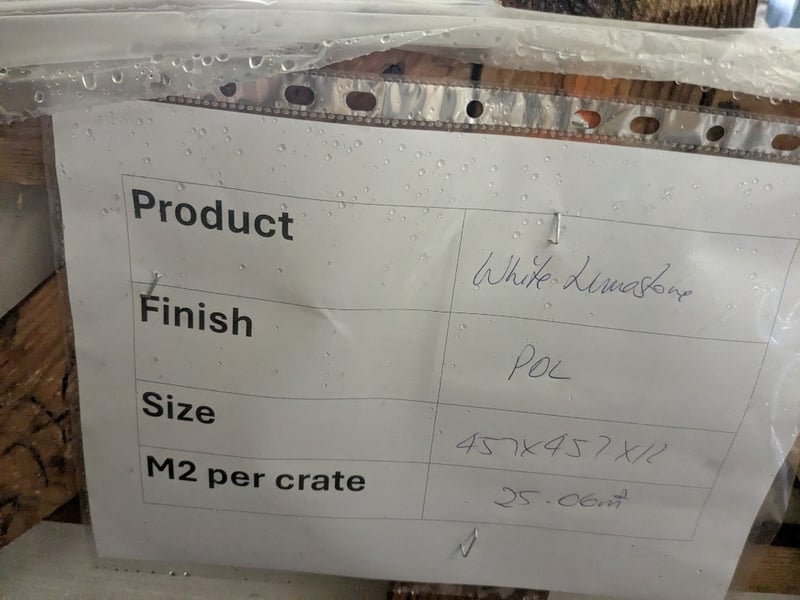 Product White Limestone
Finish POL
Size 457x457x12
M2 per crate 25.06m²